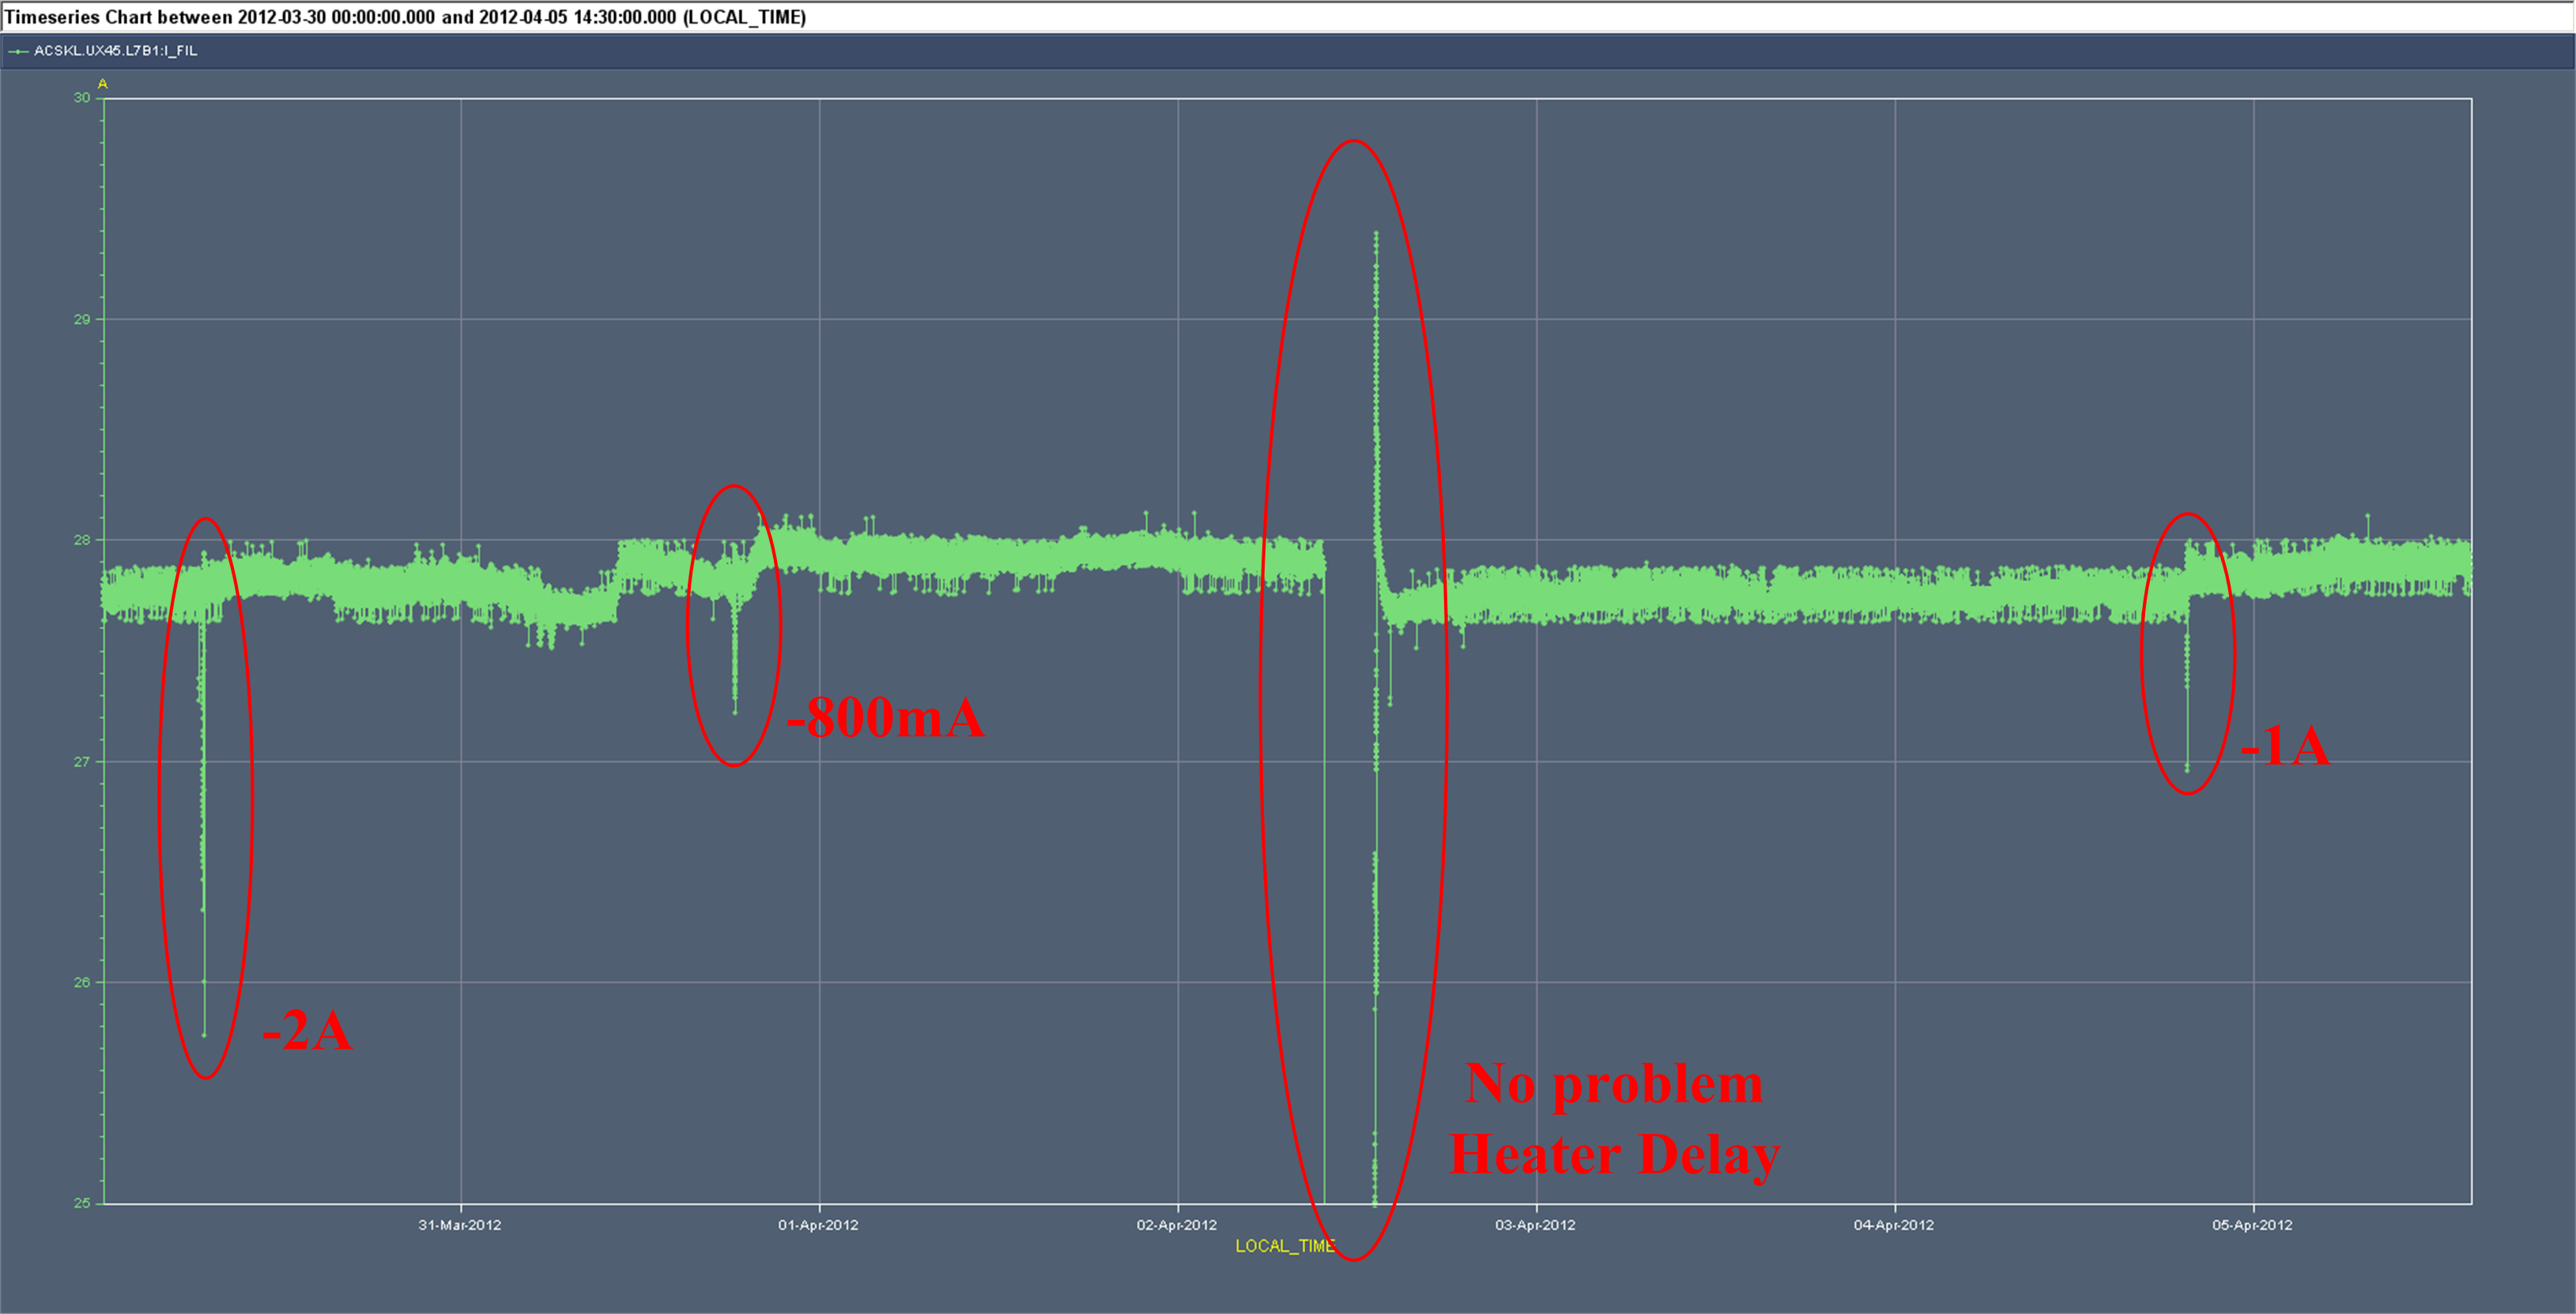 Timeseries Chart between 2012-03-30 00:00:00.000 and 2012-04-05 14:30:00.000 (LOCAL_TIME)
ACSKL.UX45.L7B1:I_FIL
A
30
29
28
27
26
25
-2A
-800mA
-1A
No problem
Heater Delay
31-Mar-2012
01-Apr-2012
02-Apr-2012
03-Apr-2012
04-Apr-2012
05-Apr-2012
LOCAL_TIME